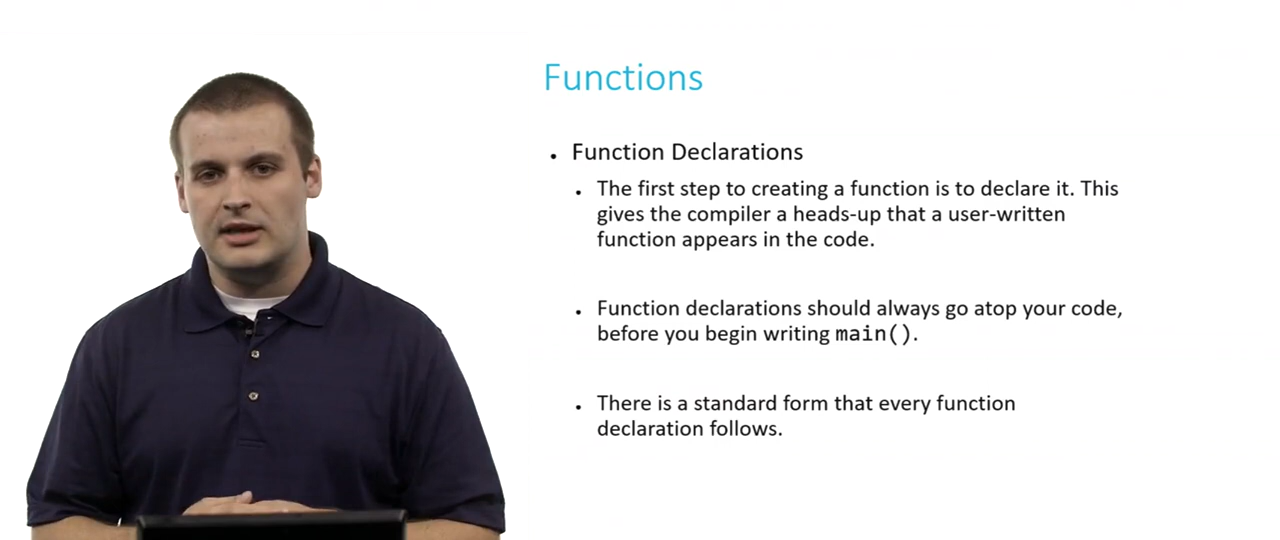 Functions
• Function Declarations
• The first step to creating a function is to declare it. This
gives the compiler a heads-up that a user-written
function appears in the code.
• Function declarations should always go atop your code,
before you begin writing main().
• There is a standard form that every function
declaration follows.